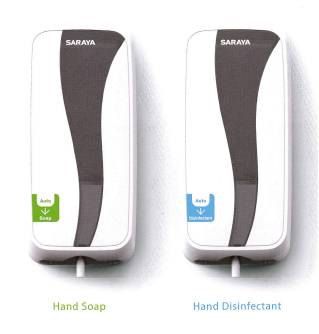 SARAYA
SARAYA
Auto
Soap
Auto
Disinfectant
Hand Soap
Hand Disinfectant